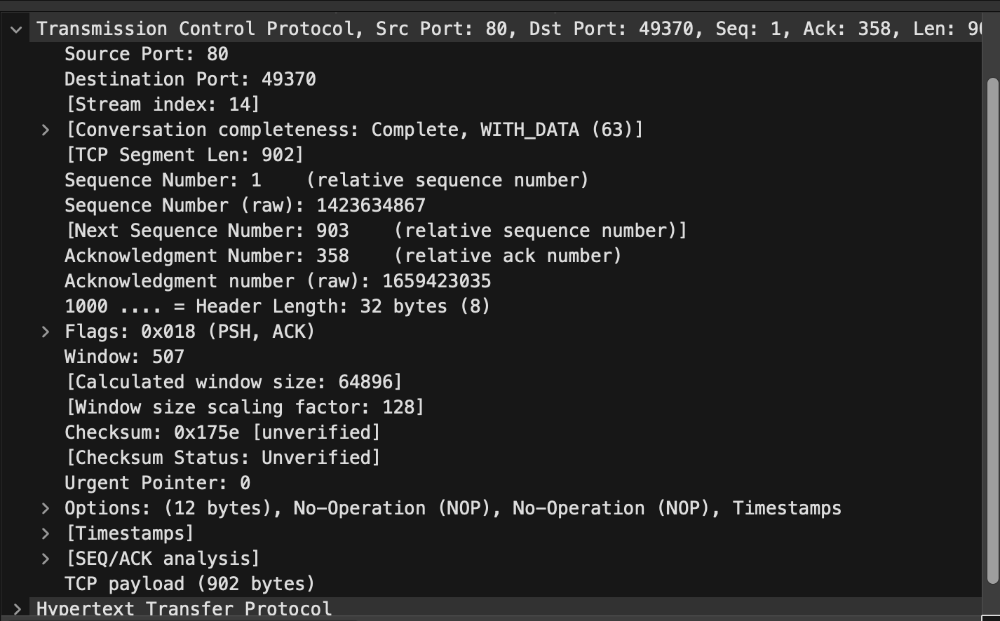 Transmission Control Protocol, Src Port: 80, Dst Port: 49370, Seq: 1, Ack: 358, Len:
Source Port: 80
Destination Port: 49370
[Stream index: 14]
[Conversation completeness: Complete, WITH_DATA (63)]
[TCP Segment Len: 902]
Sequence Number: 1    (relative sequence number)
Sequence Number (raw): 1423634867
[Next Sequence Number: 903    (relative sequence number)]
Acknowledgment Number: 358    (relative ack number)
Acknowledgment number (raw): 1659423035
1000 .... = Header Length: 32 bytes (8)
Flags: 0x018 (PSH, ACK)
Window: 507
[Calculated window size: 64896]
[Window size scaling factor: 128]
Checksum: 0x175e [unverified]
[Checksum Status: Unverified]
Urgent Pointer: 0
Options: (12 bytes), No-Operation (NOP), No-Operation (NOP), Timestamps
[Timestamps]
[SEQ/ACK analysis]
TCP payload (902 bytes)
Hypertext Transfer Protocol